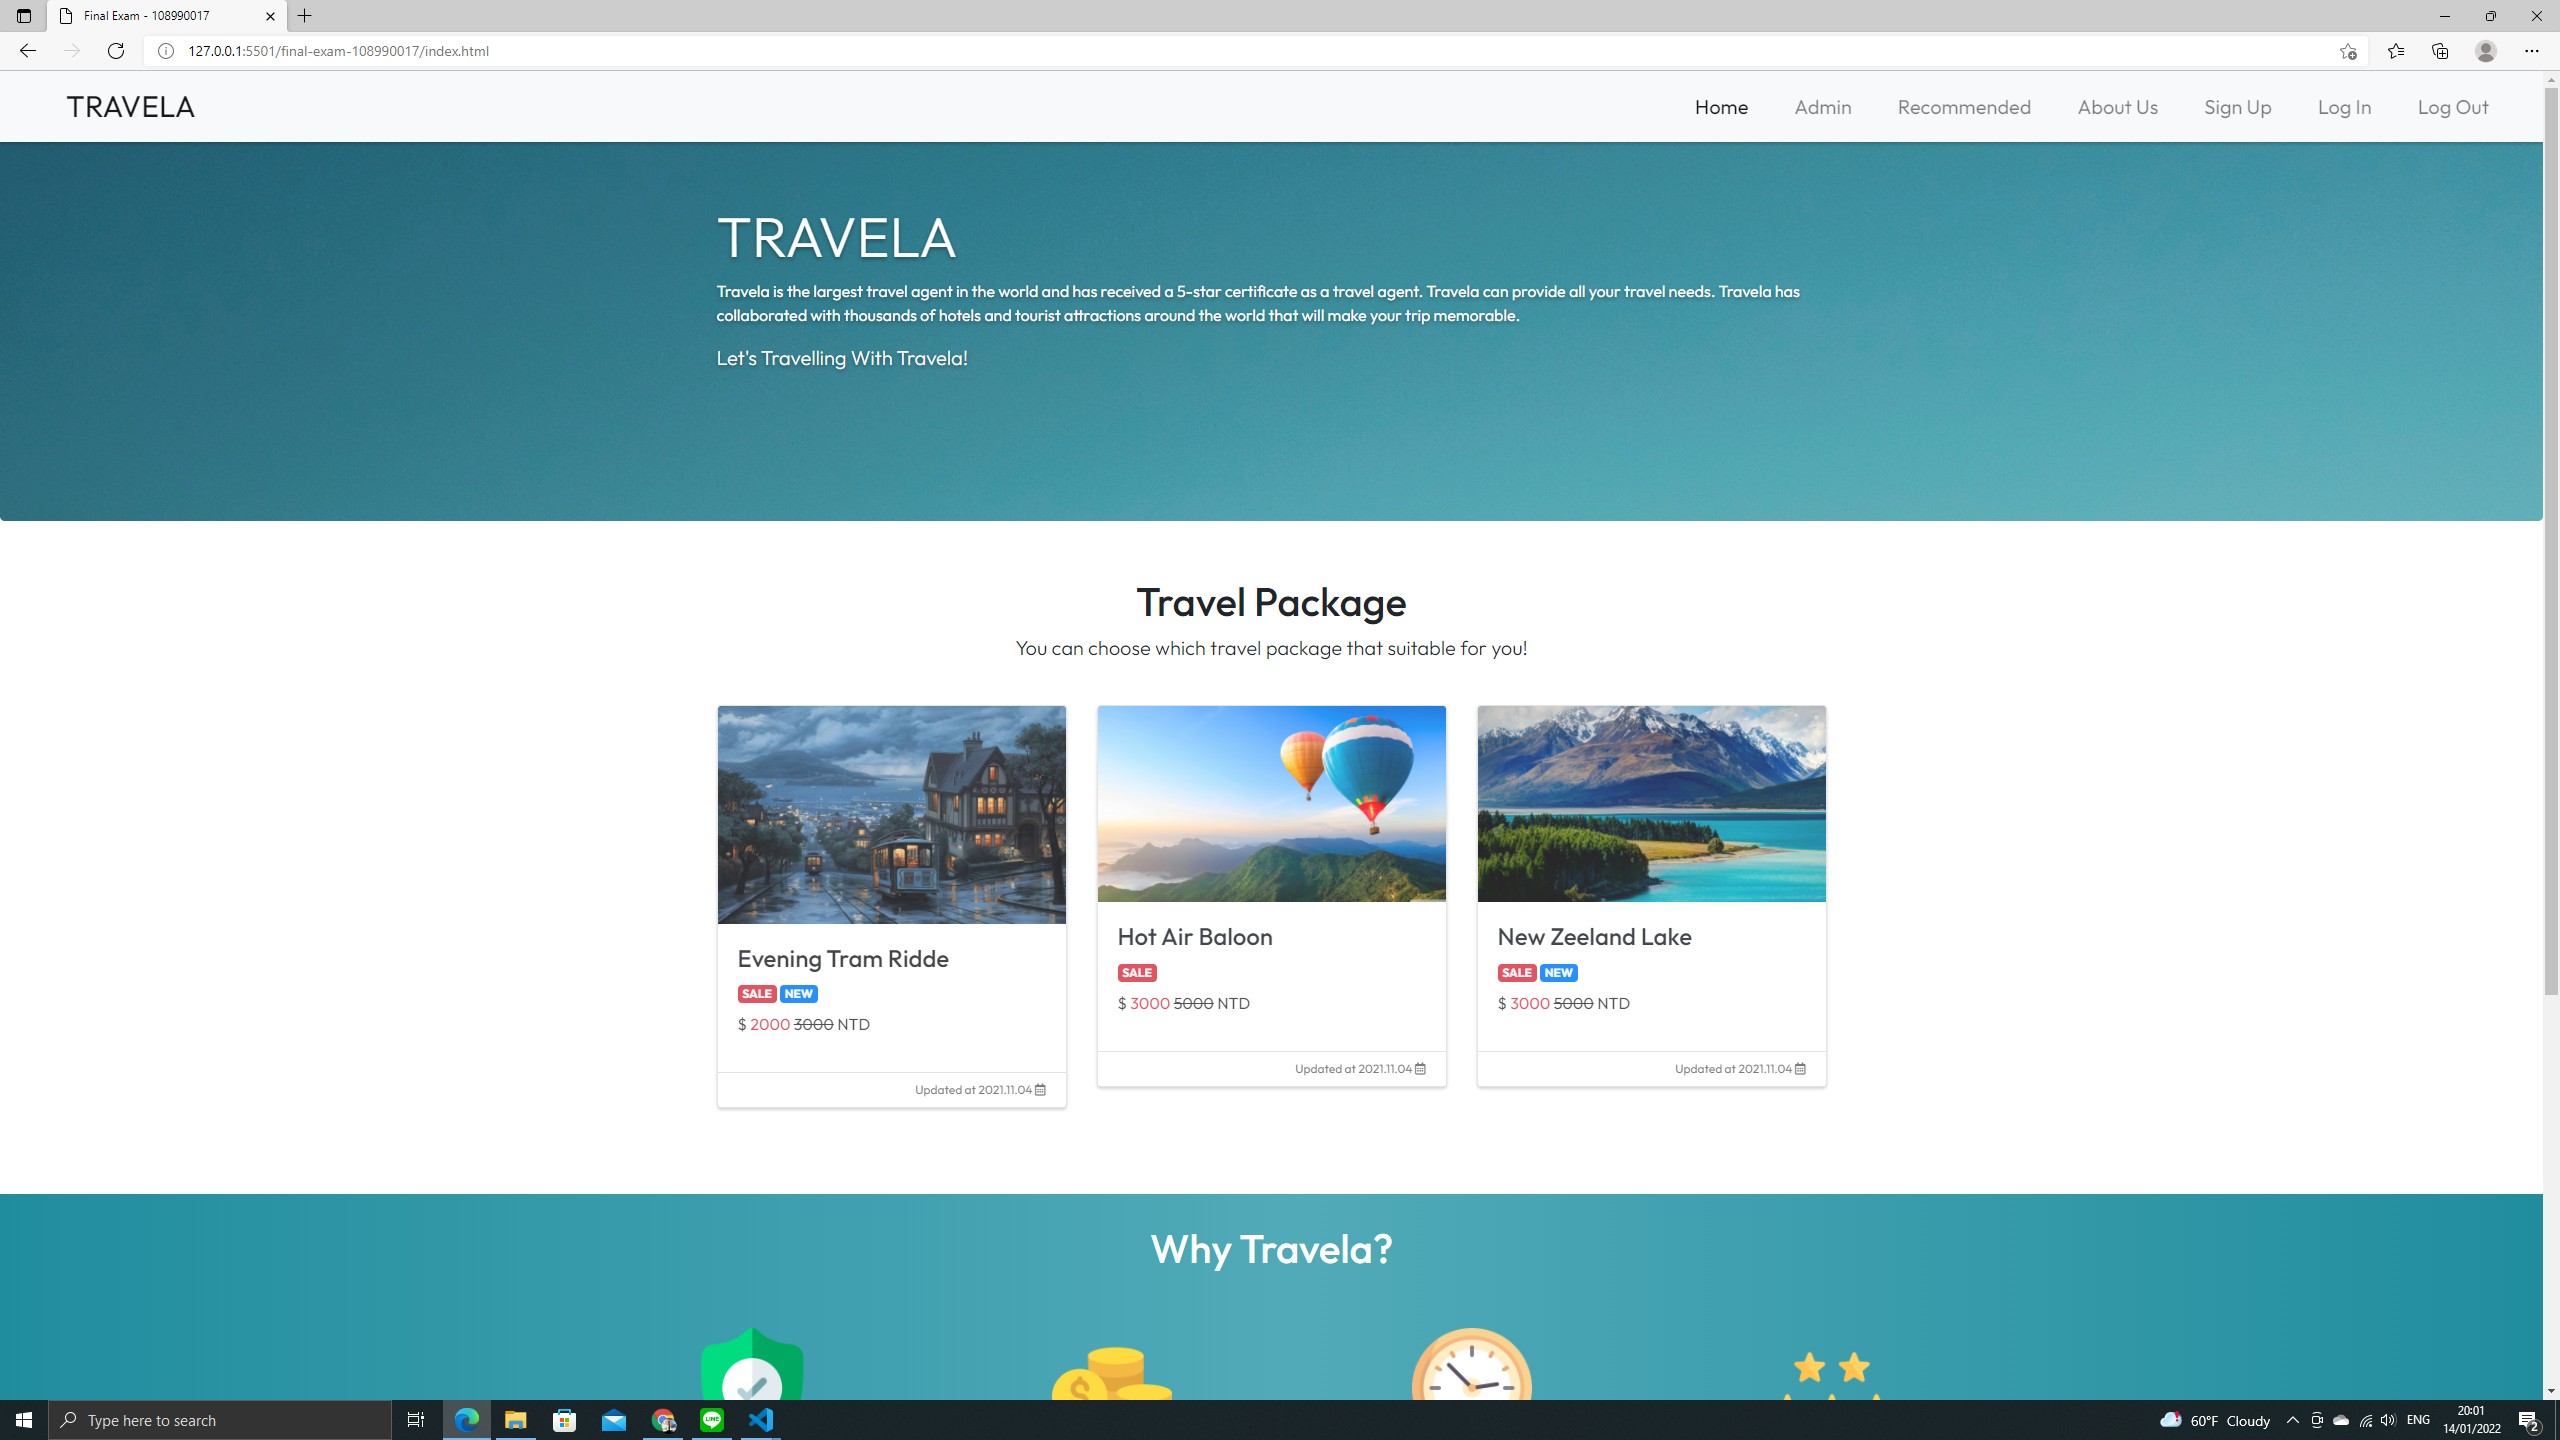 Final Exam - 108990017
127.0.0.1:5501/final-exam-108990017/index.html
TRAVELA
Home
Admin
Recommended
About Us
Sign Up
Log In
Log Out
TRAVELA
Travela is the largest travel agent in the world and has received a 5-star certificate as a travel agent. Travela can provide all your travel needs. Travela has
collaborated with thousands of hotels and tourist attractions around the world that will make your trip memorable.
Let's Travelling With Travela!
Travel Package
You can choose which travel package that suitable for you!
Evening Tram Ridde
SALE NEW
$ 2000 3000 NTD
Updated at 2021.11.04
Hot Air Baloon
SALE
$ 3000 5000 NTD
Updated at 2021.11.04
New Zeeland Lake
SALE NEW
$ 3000 5000 NTD
Updated at 2021.11.04
Why Travela?
$
Type here to search
LINE
60°F Cloudy
ENG
20:01
14/01/2022
2